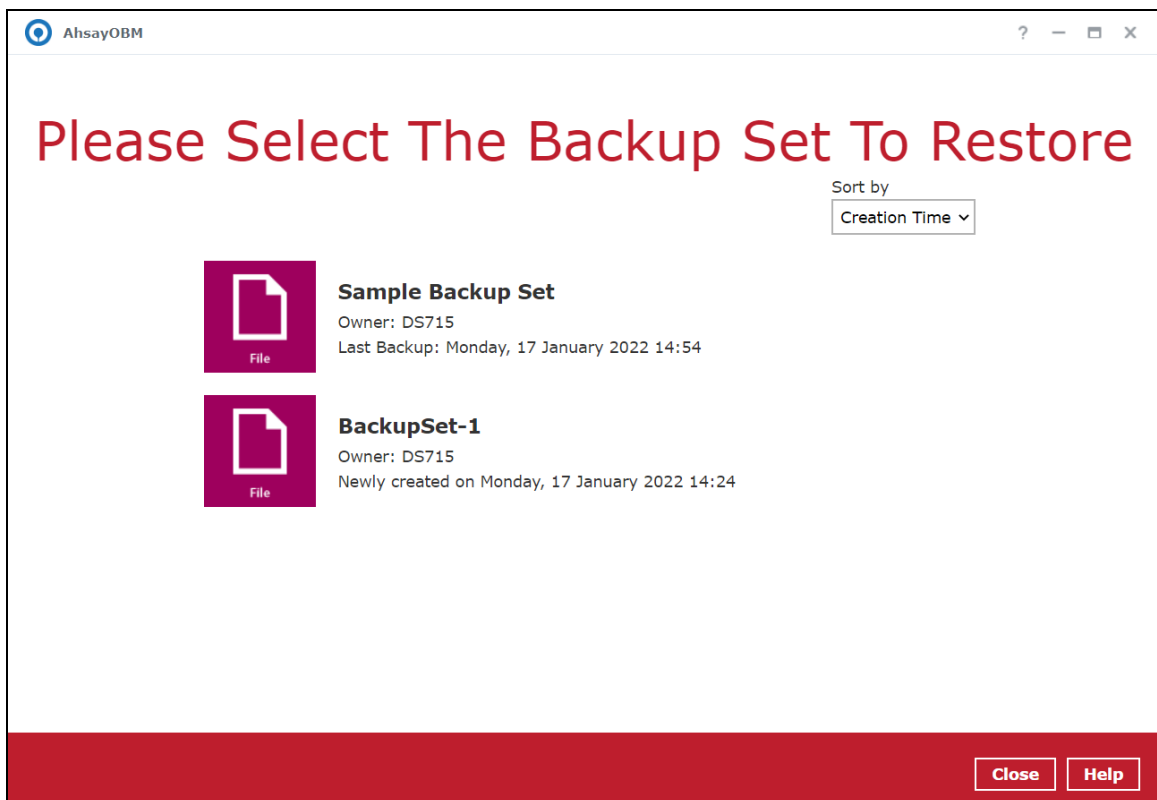 AhsayOBM
Please Select The Backup Set To Restore
Sort by
Creation Time
File
Sample Backup Set
Owner: DS715
Last Backup: Monday, 17 January 2022 14:54
File
BackupSet-1
Owner: DS715
Newly created on Monday, 17 January 2022 14:24
Close
Help